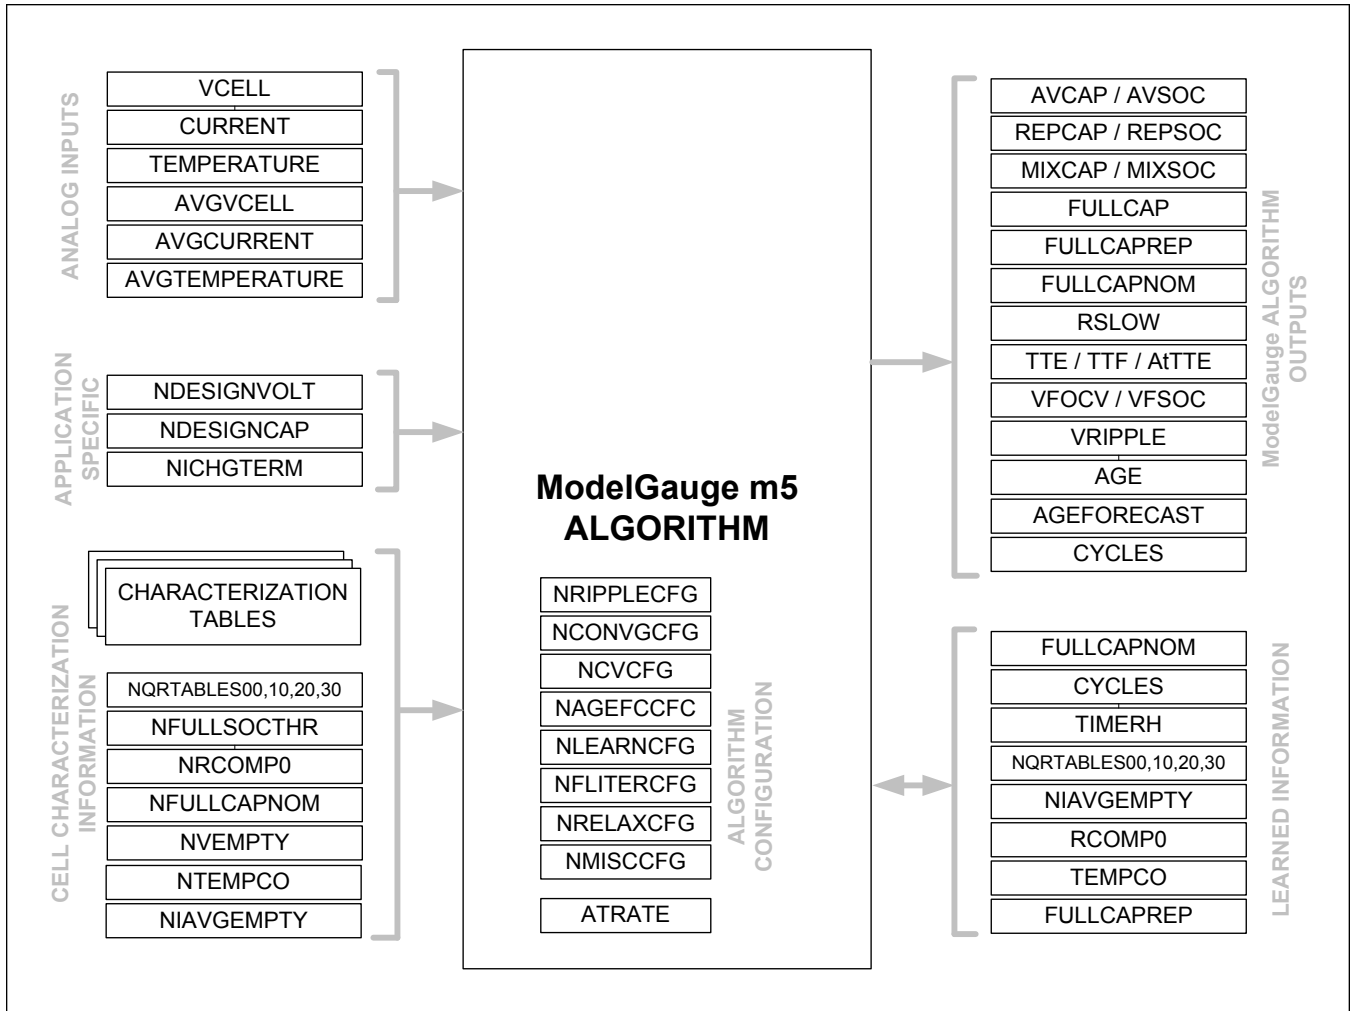 ANALOG INPUTS
VCELL
CURRENT
TEMPERATURE
AVGVCELL
AVGCURRENT
AVGTEMPERATURE
APPLICATION
SPECIFIC
NDESIGNVOLT
NDESIGNCAP
NICHGTERM
CELL CHARACTERIZATION
INFORMATION
CHARACTERIZATION
TABLES
NQRTABLES00,10,20,30
NFULLSOCTHR
NRCOMP0
NFULLCAPNOM
NVEMPTY
NTEMPCO
NIAVGEMPTY
ModelGauge m5
ALGORITHM
NRIPPLECFG
NCONVGCFG
NCVCFG
NAGEFCCFC
NLEARNCFG
NFLITERCFG
NRELAXCFG
NMISCCFG
ATRATE
ALGORITHM
CONFIGURATION
AVCAP / AVSOC
REPCAP / REPSOC
MIXCAP / MIXSOC
FULLCAP
FULLCAPREP
FULLCAPNOM
RSLOW
TTE / TTF / AtTTE
VFOCV / VFSOC
VRIPPLE
AGE
AGEFORECAST
CYCLES
ModelGauge ALGORITHM
OUTPUTS
FULLCAPNOM
CYCLES
TIMERH
NQRTABLES00,10,20,30
NIAVGEMPTY
RCOMP0
TEMPCO
FULLCAPREP
LEARNED INFORMATION